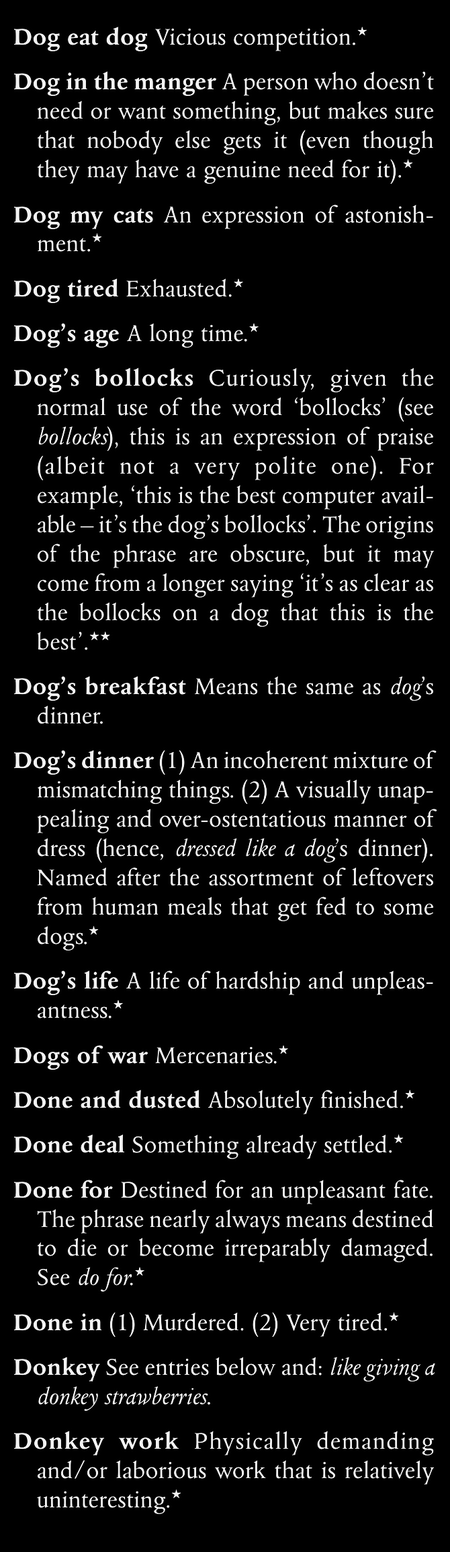 Dog eat dog Vicious competition.★
Dog in the manger A person who doesn’t
need or want something, but makes sure
that nobody else gets it (even though
they may have a genuine need for it).★
Dog my cats An expression of astonish-
ment.★
Dog tired Exhausted.★
Dog’s age A long time.★
Dog’s bollocks Curiously, given the
normal use of the word ‘bollocks’ (see
bollocks), this is an expression of praise
(albeit not a very polite one). For
example, ‘this is the best computer avail-
able – it’s the dog’s bollocks’. The origins
of the phrase are obscure, but it may
come from a longer saying ‘it’s as clear as
the bollocks on a dog that this is the
best’.★★
Dog’s breakfast Means the same as dog’s
dinner.
Dog’s dinner (1) An incoherent mixture of
mismatching things. (2) A visually unap-
pealing and over-ostentatious manner of
dress (hence, dressed like a dog’s dinner).
Named after the assortment of leftovers
from human meals that get fed to some
dogs.★
Dog’s life A life of hardship and unpleas-
antness.★
Dogs of war Mercenaries.★
Done and dusted Absolutely finished.★
Done deal Something already settled.★
Done for Destined for an unpleasant fate.
The phrase nearly always means destined
to die or become irreparably damaged.
See do for.★
Done in (1) Murdered. (2) Very tired.★
Donkey See entries below and: like giving a
donkey strawberries.
Donkey work Physically demanding
and/or laborious work that is relatively
uninteresting.★